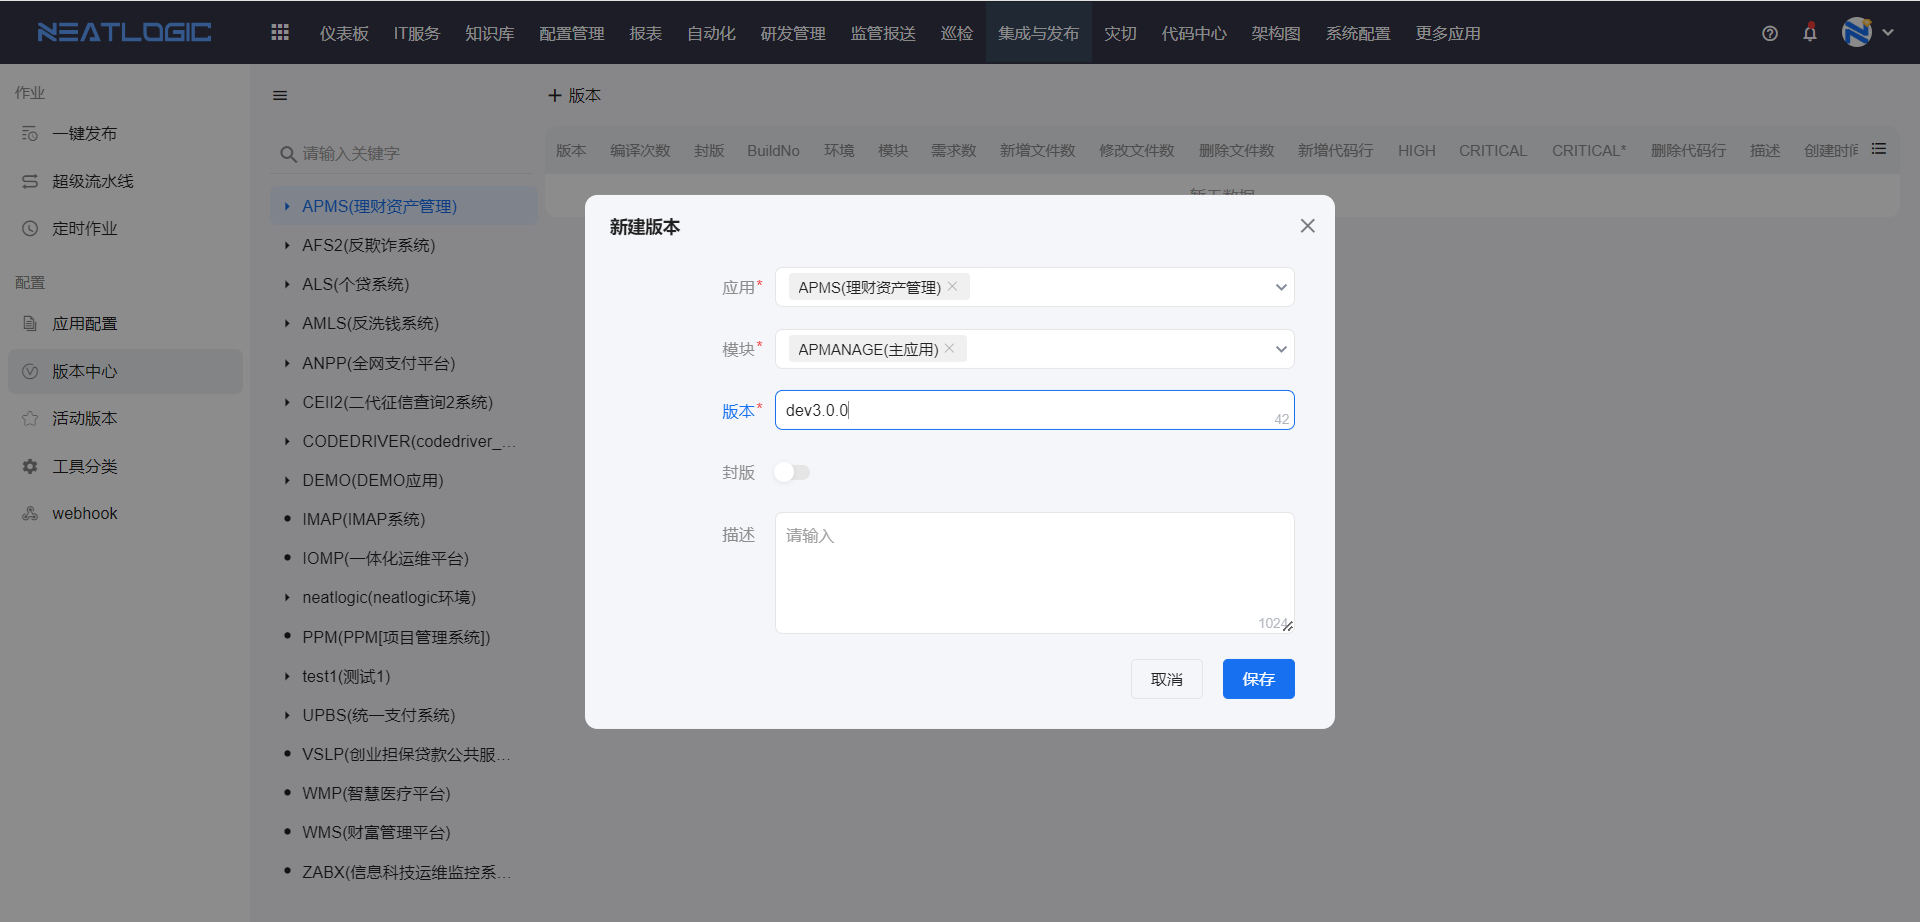 NEATLOGIC
仪表板 IT服务 知识库 配置管理 报表 自动化 研发管理 监管报送 巡检 集成与发布 灾切 代码中心 架构图 系统配置 更多应用
作业
一键发布
超级流水线
定时作业
配置
应用配置
版本中心
活动版本
工具分类
webhook
请输入关键字
APMS(理财资产管理)
AFS2(反欺诈系统)
ALS(个贷系统)
AMLS(反洗钱系统)
ANPP(全网支付平台)
CEII2(二代征信查询2系统)
CODEDRIVER(codedriver_...
DEMO(DEMO应用)
IMAP(IMAP系统)
IOMP(一体化运维平台)
neatlogic(neatlogic环境)
PPM(PPM[项目管理系统])
test1(测试1)
UPBS(统一支付系统)
VSLP(创业担保贷款公共服...
WMP(智慧医疗平台)
WMS(财富管理平台)
ZABX(信息科技运维监控系...
版本
版本 编译次数 封版 BuildNo 环境 模块 需求数 新增文件数 修改文件数 删除文件数 新增代码行 HIGH CRITICAL CRITICAL* 删除代码行 描述 创建时间
暂无数据
新建版本
应用* APMS(理财资产管理)
模块* APMANAGE(主应用)
版本* dev3.0.0
42
封版
描述 请输入
1024
取消 保存